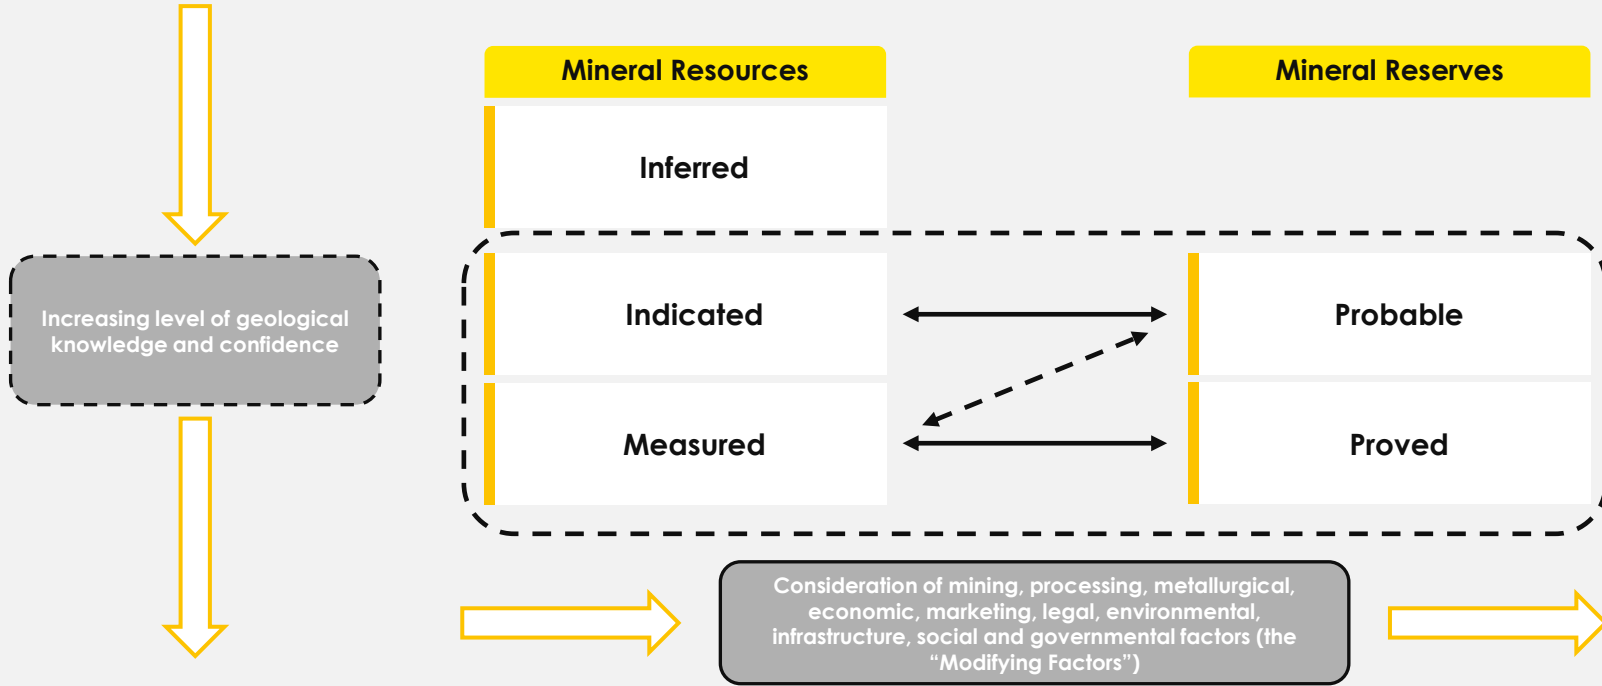 Mineral Resources
Mineral Reserves
Inferred
Increasing level of geological
knowledge and confidence
Indicated
Probable
Measured
Proved
Consideration of mining, processing, metallurgical,
economic, marketing, legal, environmental,
infrastructure, social and governmental factors (the
“Modifying Factors”)